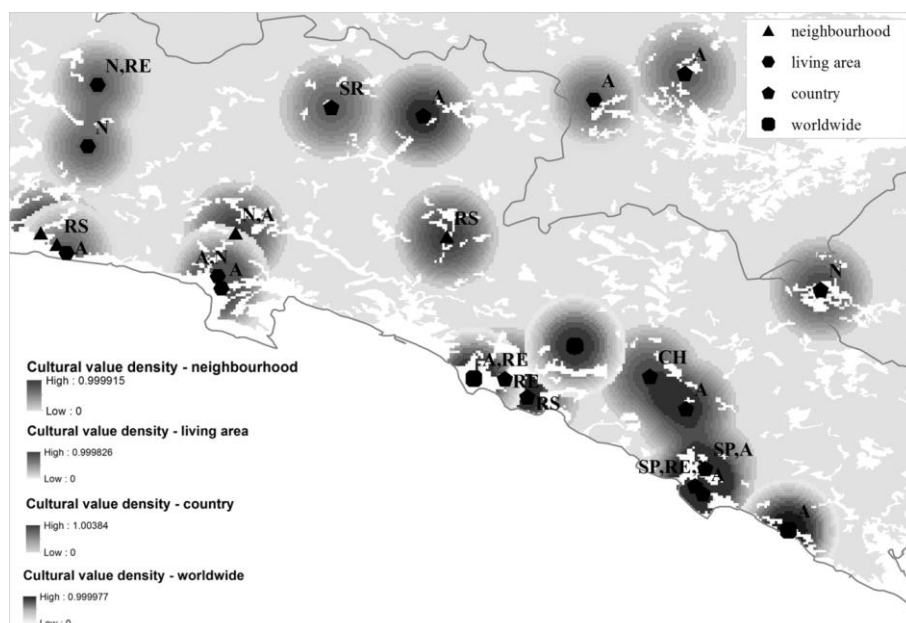 neighbourhood
living area
country
worldwide
N,RE
N
SR
A
A
A
RS
A
N,A
A,N
A
RS
N
A,RE
RE
RS
CH
A
SP,A
SP,RE
A
A
Cultural value density - neighbourhood
High : 0.999915
Low : 0
Cultural value density - living area
High : 0.999826
Low : 0
Cultural value density - country
High : 1.00384
Low : 0
Cultural value density - worldwide
High : 0.999977
Low : 0